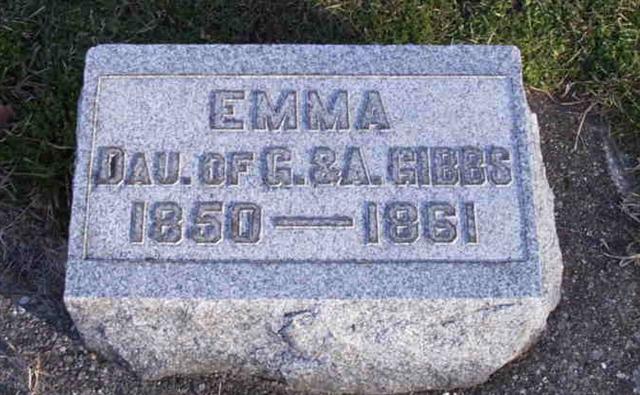 EMMA
DAU. OF G. & A. GIBBS
1850 — 1861